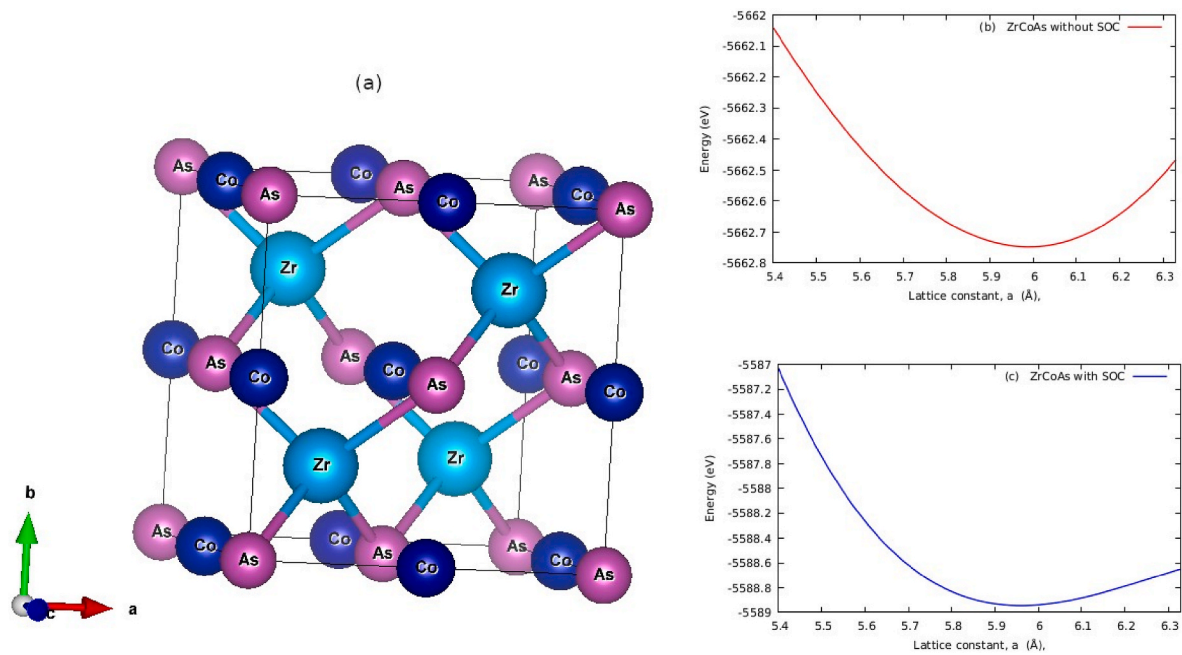 (a)
As
Co
As
Co
As
Co
As
Co
As
Zr
Zr
Co
As
Co
As
Co
As
Co
As
Co
Zr
Zr
As
Co
As
Co
As
Co
As
Co
As
b
c
a
(b) ZrCoAs without SOC
Energy (eV)
-5662
-5662.1
-5662.2
-5662.3
-5662.4
-5662.5
-5662.6
-5662.7
-5662.8
5.4 5.5 5.6 5.7 5.8 5.9 6 6.1 6.2 6.3
Lattice constant, a (Å),
(c) ZrCoAs with SOC
Energy (eV)
-5587
-5587.2
-5587.4
-5587.6
-5587.8
-5588
-5588.2
-5588.4
-5588.6
-5588.8
-5589
5.4 5.5 5.6 5.7 5.8 5.9 6 6.1 6.2 6.3
Lattice constant, a (Å),